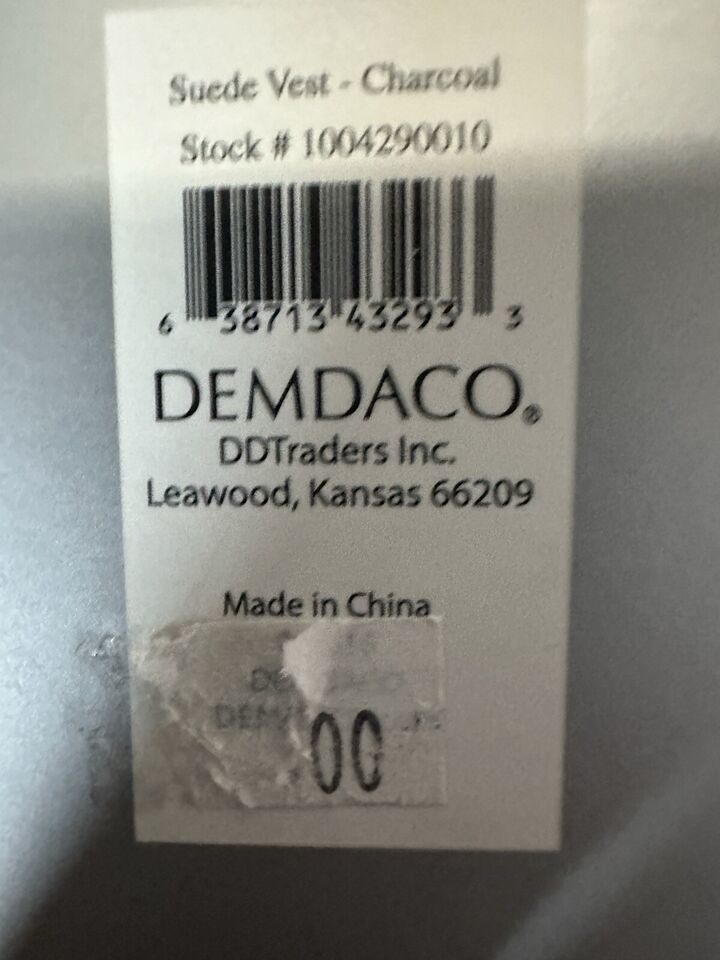 Suede Vest - Charcoal
Stock # 1004290010
6 38713 43293 3
DEMDACO®
DDTraders Inc.
Leawood, Kansas 66209
Made in China
00